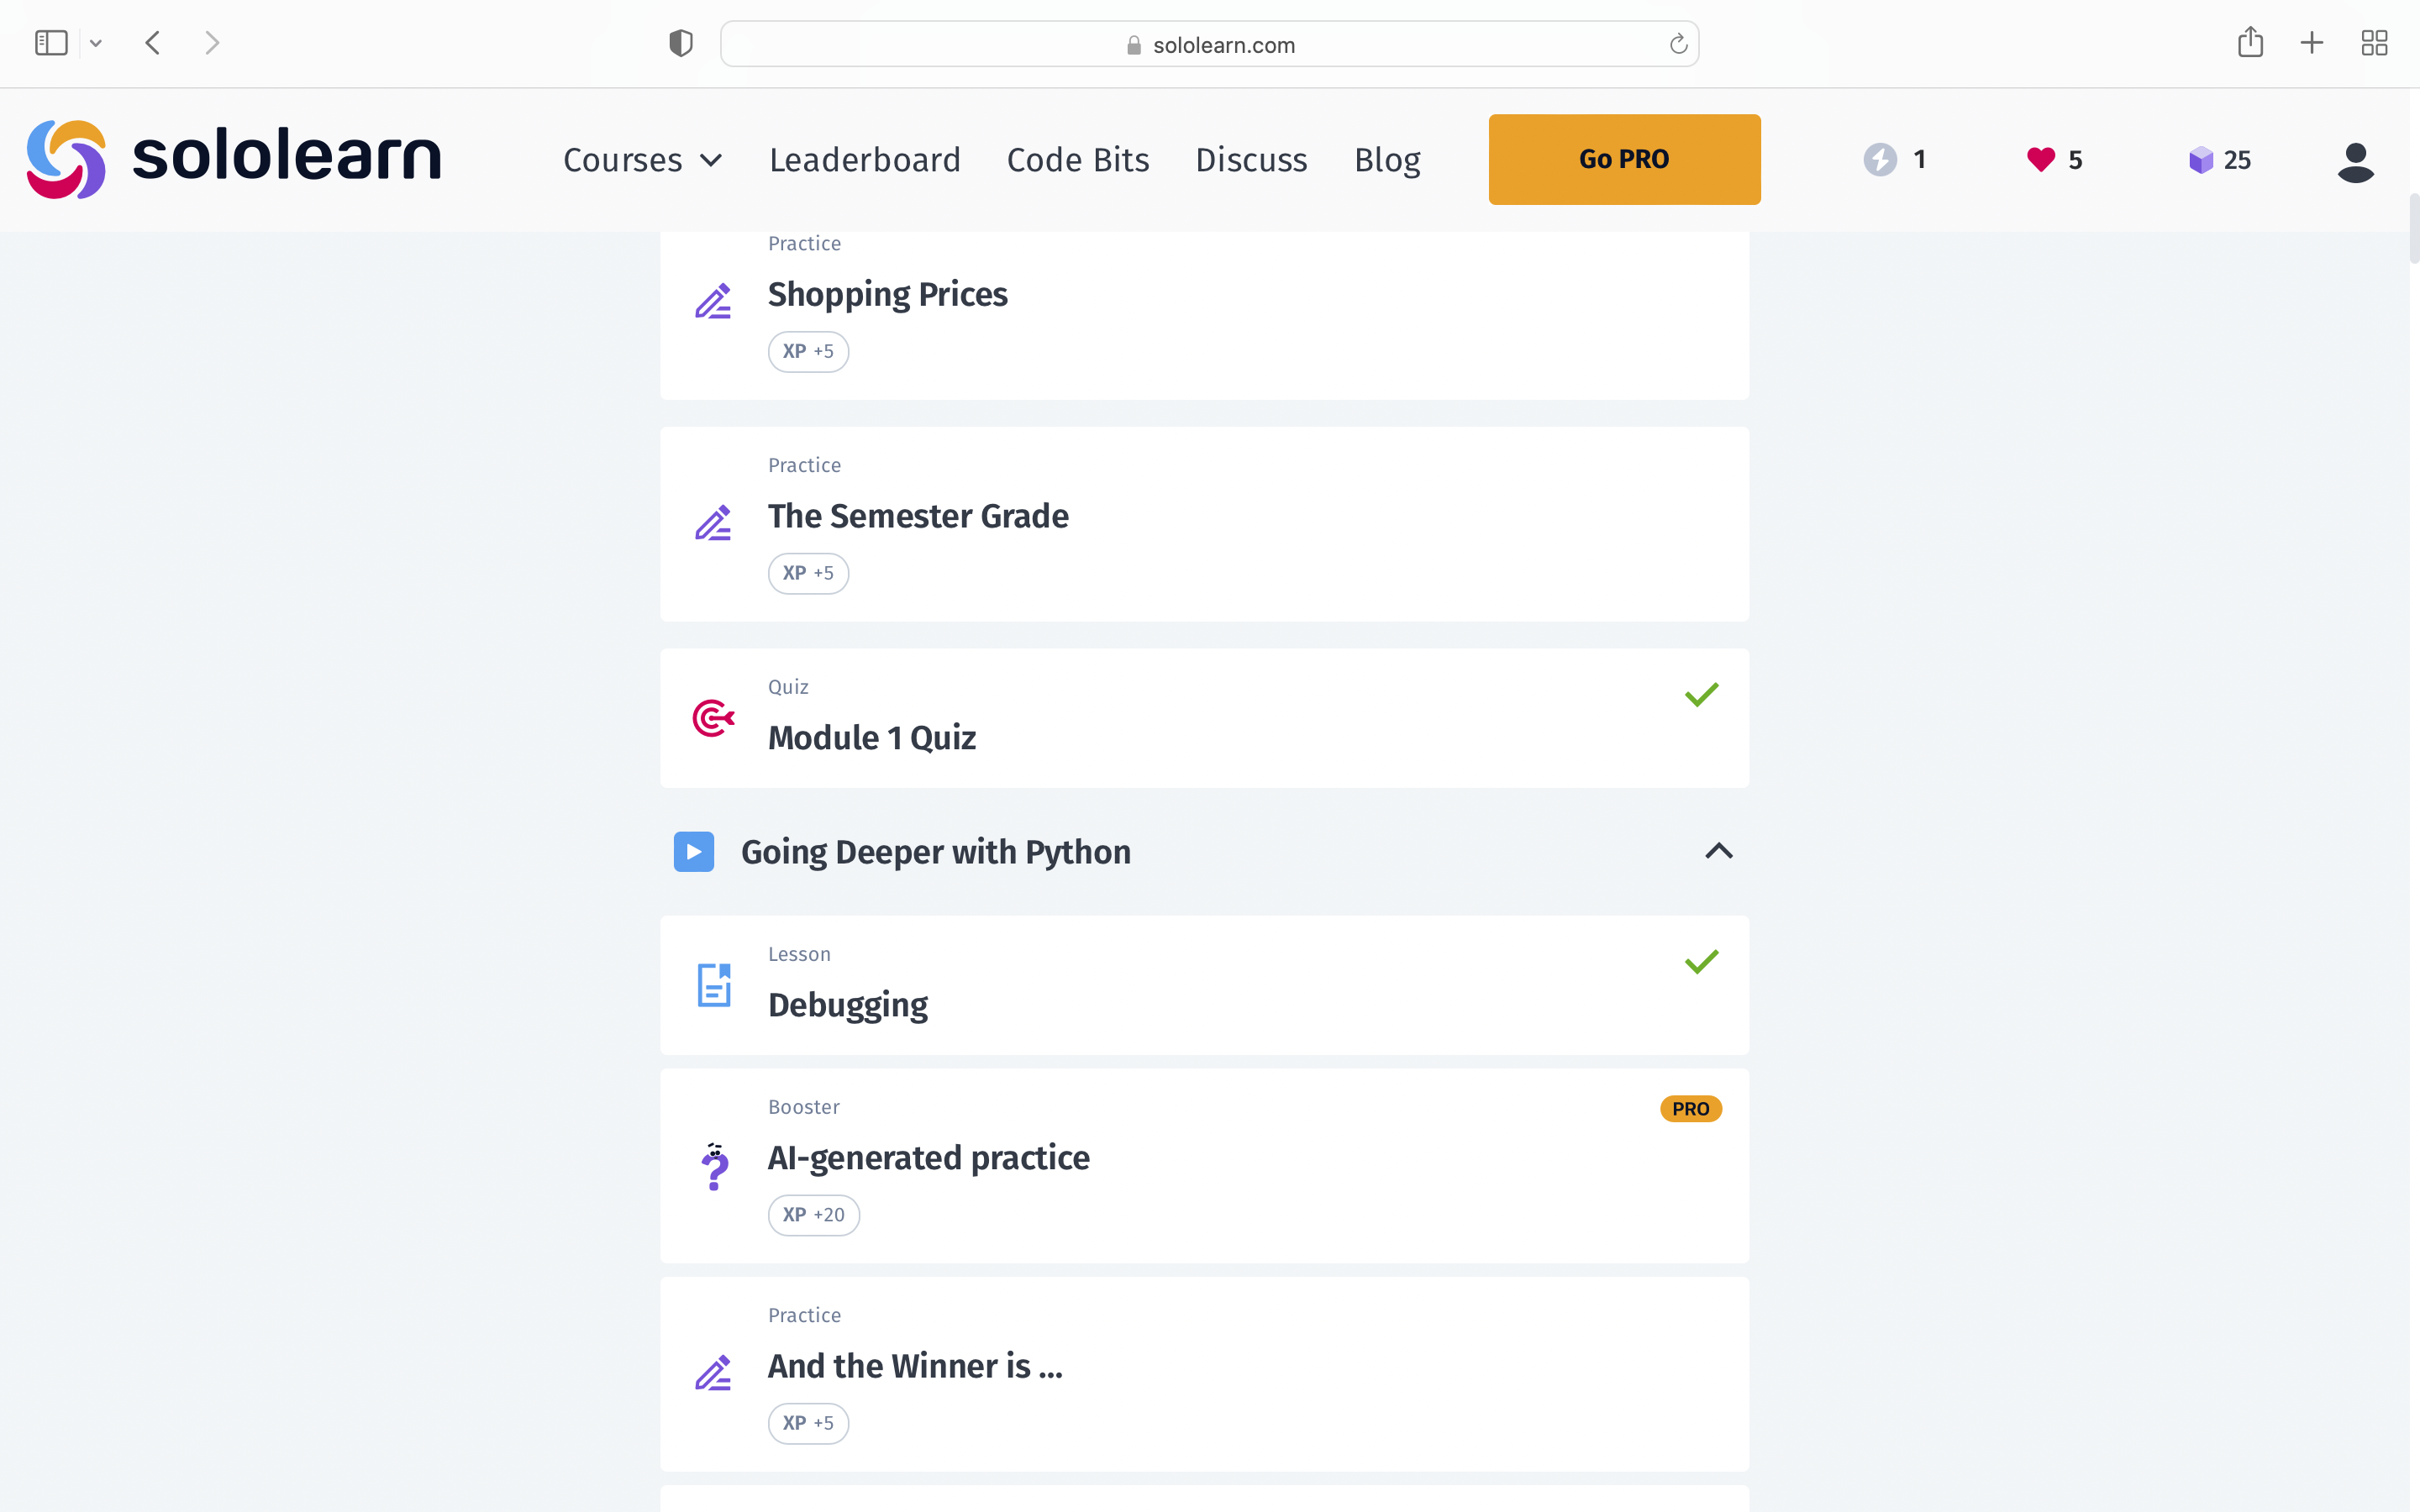 sololearn.com
sololearn
Courses Leaderboard Code Bits Discuss Blog Go PRO 1 5 25
Practice
Shopping Prices
XP +5
Practice
The Semester Grade
XP +5
Quiz
Module 1 Quiz
Going Deeper with Python
Lesson
Debugging
Booster
PRO
AI-generated practice
XP +20
Practice
And the Winner is ...
XP +5